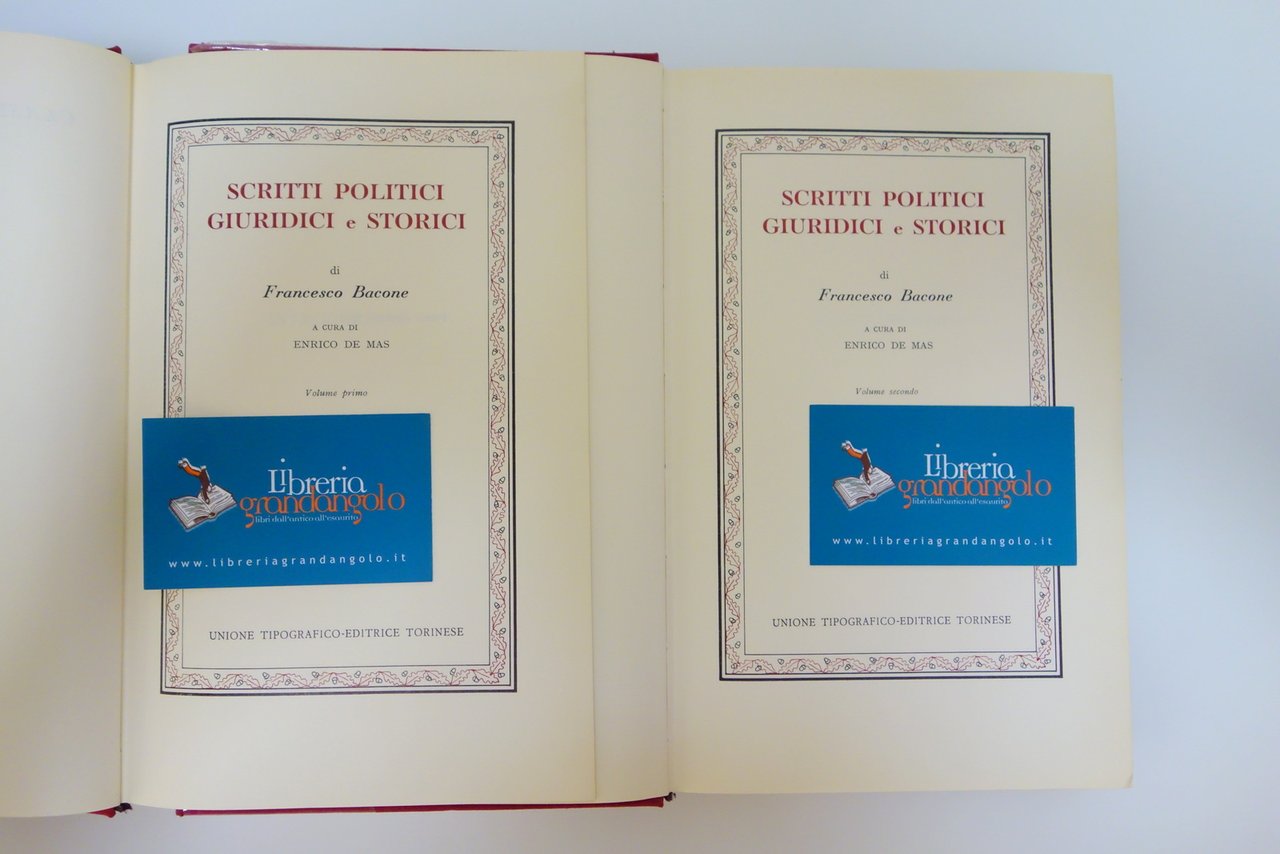 SCRITTI POLITICI
GIURIDICI e STORICI
di
Francesco Bacone
A CURA DI
ENRICO DE MAS
Volume primo
Libreria
grandangolo
libri dall'antico all'esaurito
www.libreriagrandangolo.it
UNIONE TIPOGRAFICO-EDITRICE TORINESE
SCRITTI POLITICI
GIURIDICI e STORICI
di
Francesco Bacone
A CURA DI
ENRICO DE MAS
Volume secondo
Libreria
grandangolo
libri dall'antico all'esaurito
www.libreriagrandangolo.it
UNIONE TIPOGRAFICO-EDITRICE TORINESE